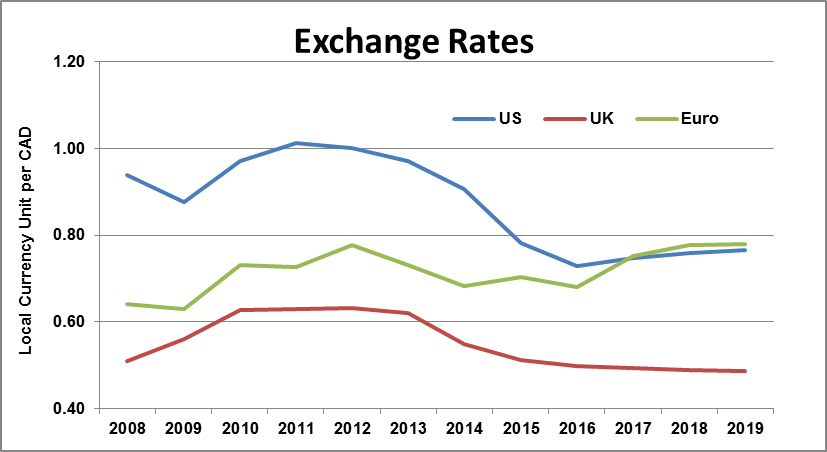 Exchange Rates
1.20
1.00
0.80
0.60
0.40
Local Currency Unit per CAD
US UK Euro
2008 2009 2010 2011 2012 2013 2014 2015 2016 2017 2018 2019